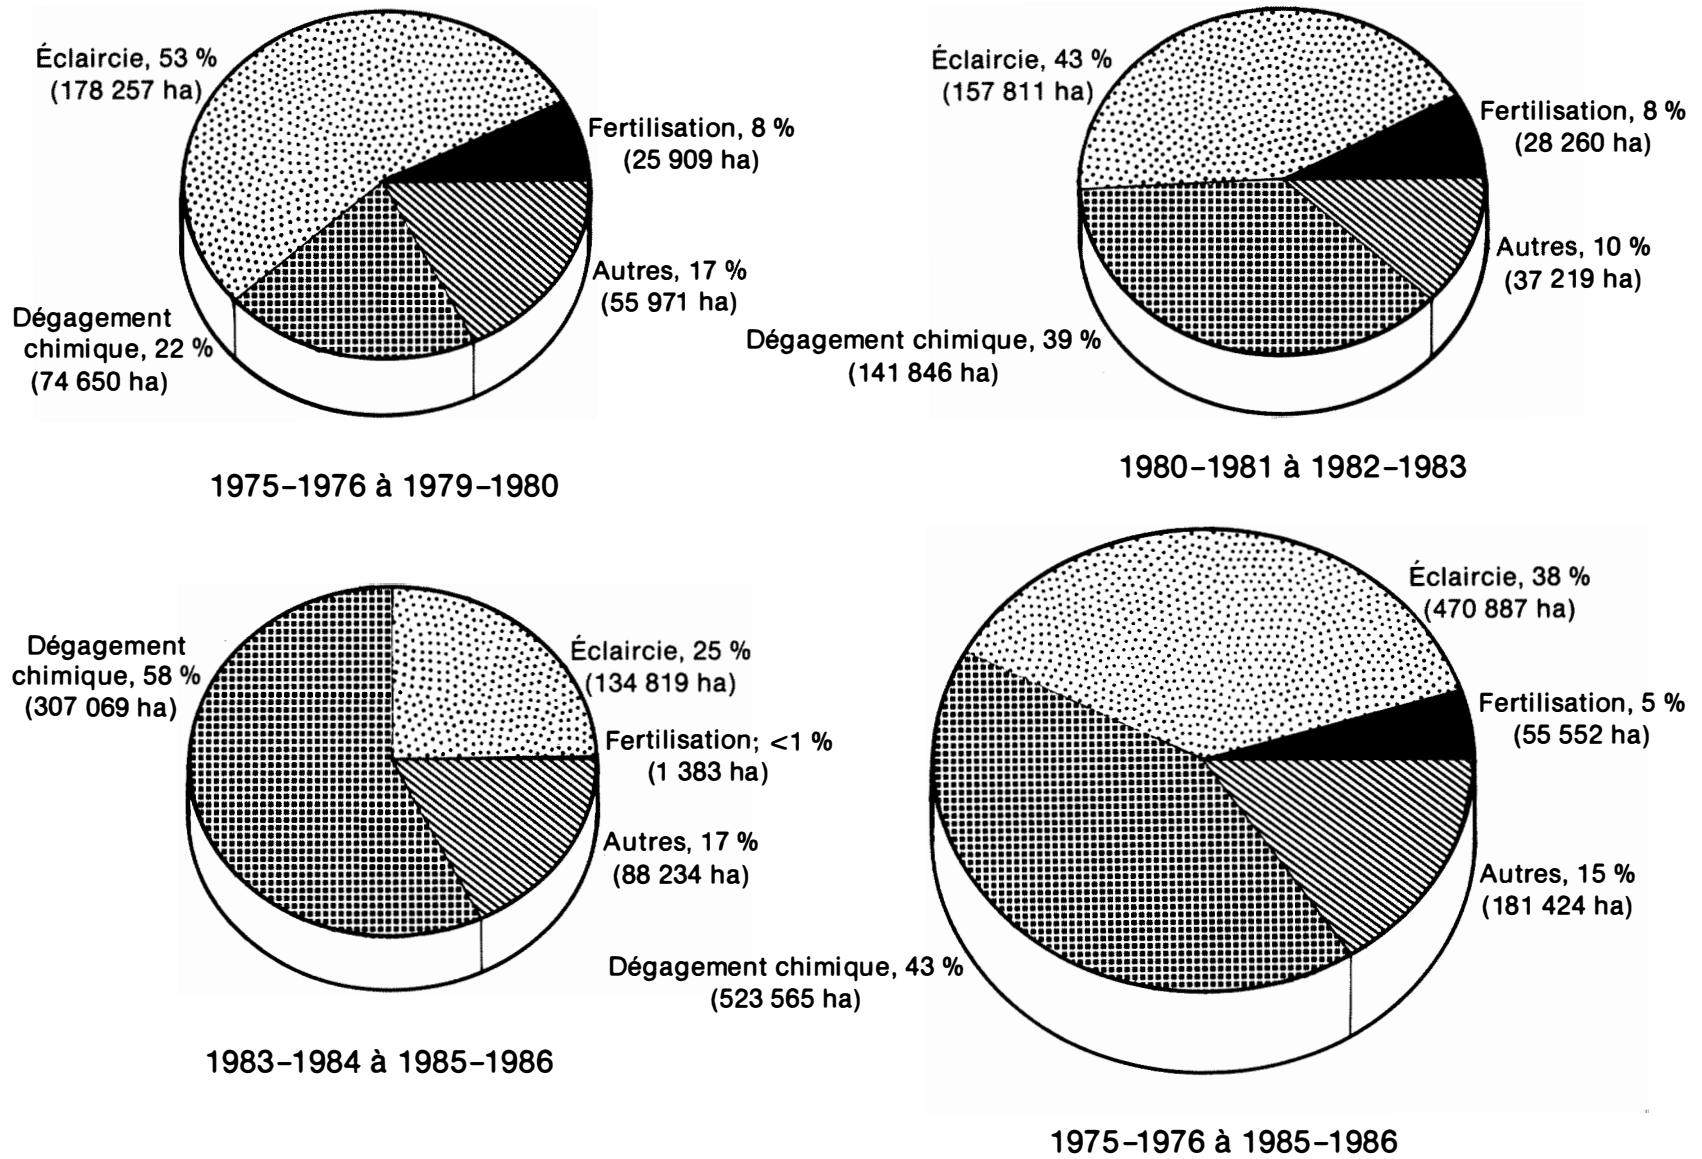 Éclaircie, 53 %
(178 257 ha)
Fertilisation, 8 %
(25 909 ha)
Autres, 17 %
(55 971 ha)
Dégagement
chimique, 22 %
(74 650 ha)
1975–1976 à 1979–1980
Éclaircie, 43 %
(157 811 ha)
Fertilisation, 8 %
(28 260 ha)
Autres, 10 %
(37 219 ha)
Dégagement chimique, 39 %
(141 846 ha)
1980–1981 à 1982–1983
Dégagement
chimique, 58 %
(307 069 ha)
Éclaircie, 25 %
(134 819 ha)
Fertilisation; <1 %
(1 383 ha)
Autres, 17 %
(88 234 ha)
1983–1984 à 1985–1986
Éclaircie, 38 %
(470 887 ha)
Fertilisation, 5 %
(55 552 ha)
Autres, 15 %
(181 424 ha)
Dégagement chimique, 43 %
(523 565 ha)
1975–1976 à 1985–1986